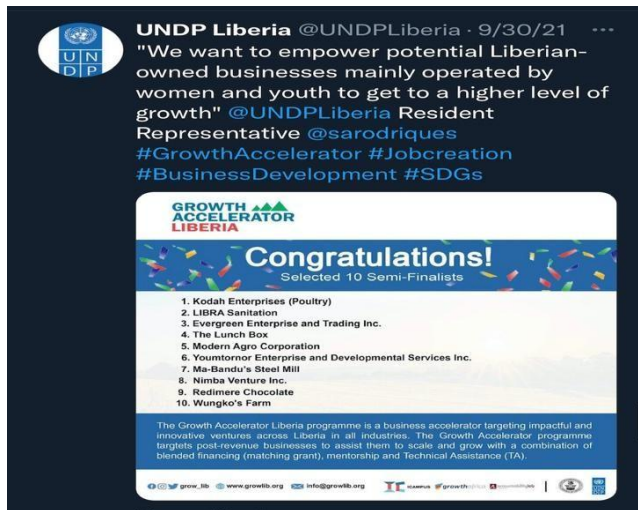 UNDP Liberia @UNDPLiberia · 9/30/21 ...
"We want to empower potential Liberian-
owned businesses mainly operated by
women and youth to get to a higher level of
growth" @UNDPLiberia Resident
Representative @sarodriques
#GrowthAccelerator #Jobcreation
#BusinessDevelopment #SDGs
U N
D P
GROWTH
ACCELERATOR
LIBERIA
Congratulations!
Selected 10 Semi-Finalists
1. Kodah Enterprises (Poultry)
2. LIBRA Sanitation
3. Evergreen Enterprise and Trading Inc.
4. The Lunch Box
5. Modern Agro Corporation
6. Youmtornor Enterprise and Developmental Services Inc.
7. Ma-Bandu's Steel Mill
8. Nimba Venture Inc.
9. Redimere Chocolate
10. Wungko's Farm
The Growth Accelerator Liberia programme is a business accelerator targeting impactful and
innovative ventures across Liberia in all industries. The Growth Accelerator programme
targtets post-revenue businesses to assist them to scale and grow with a combination of
blended financing (matching grant), mentorship and Technical Assistance (TA).
grow_lib www.growlib.org info@growlib.org iCAMPUS growth